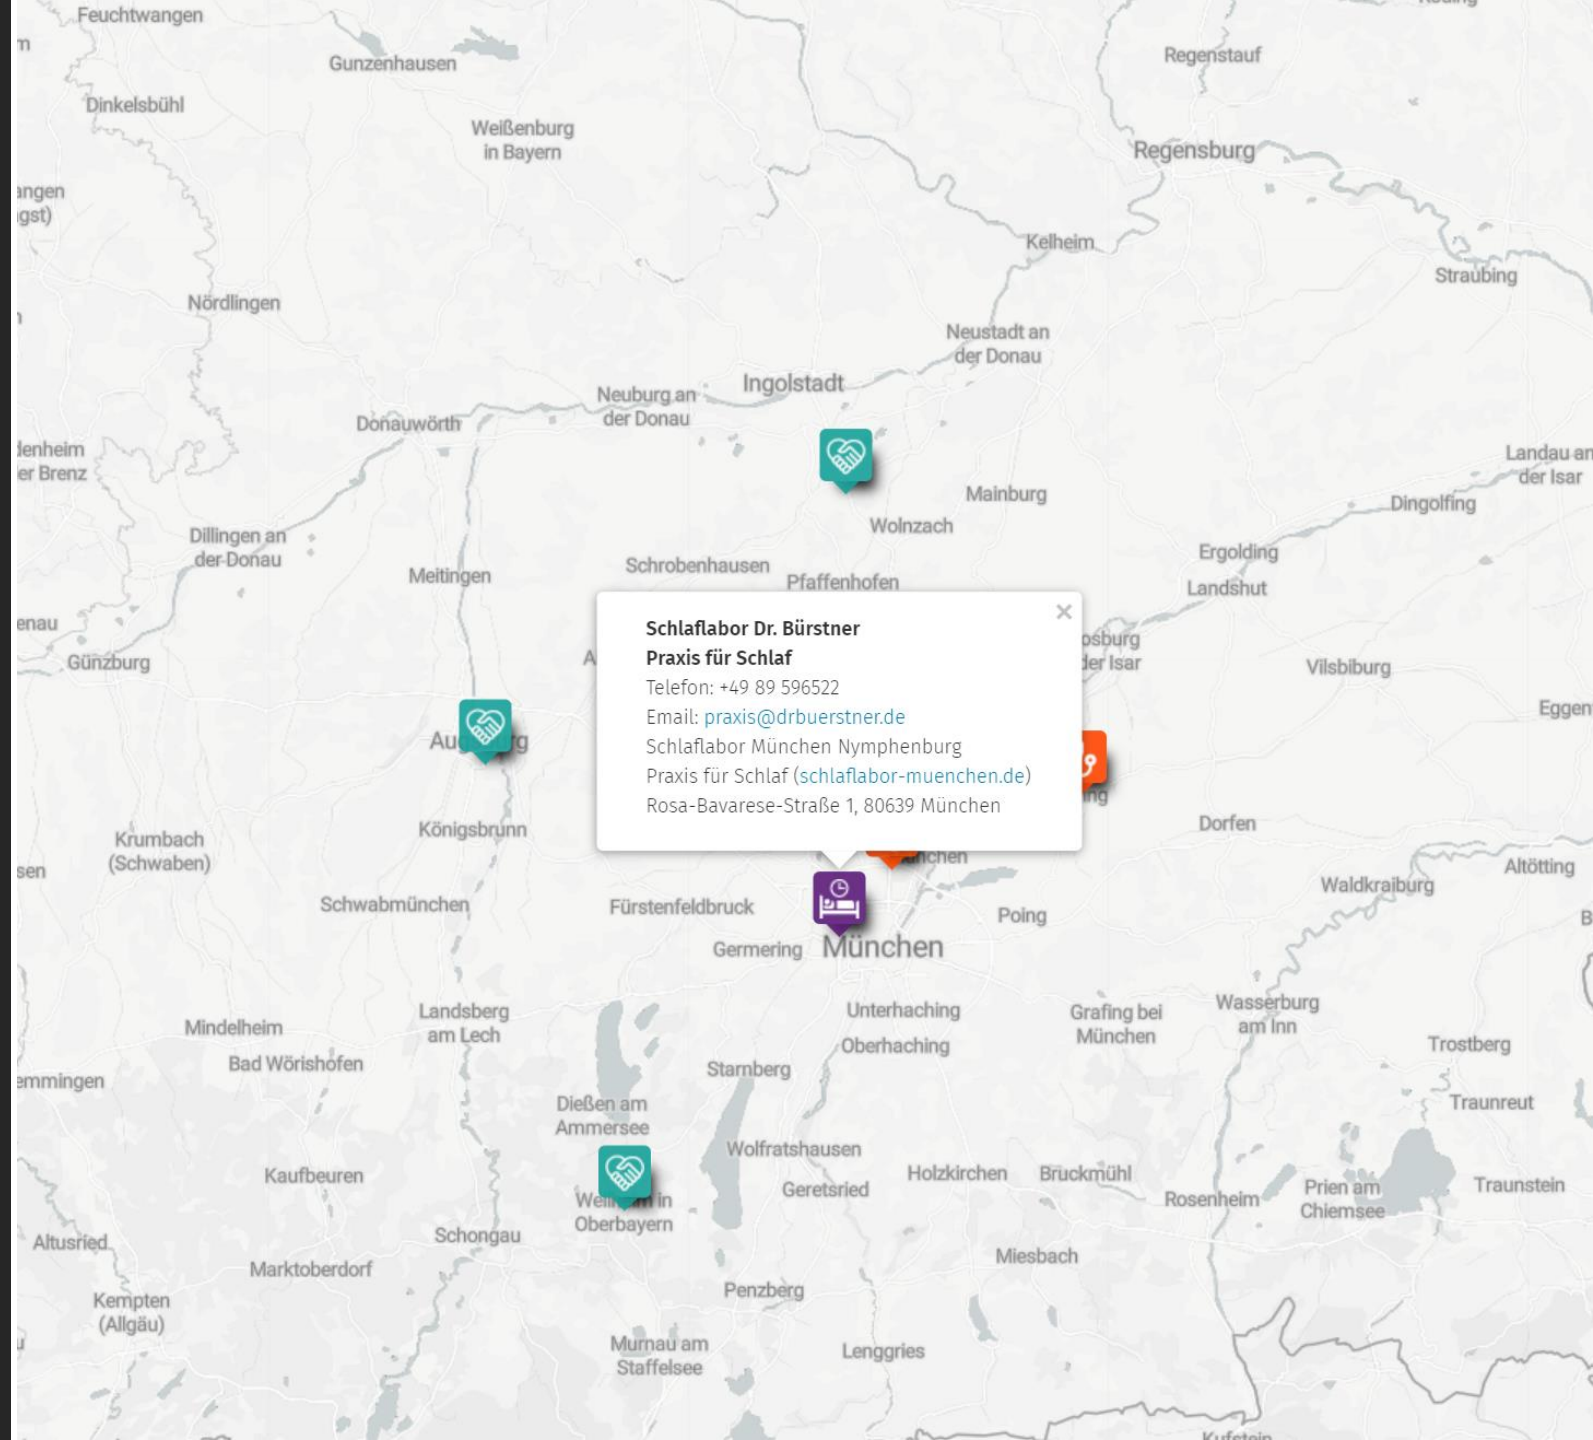 Feuchtwangen
Gunzenhausen
Regenstauf
Dinkelsbühl
Weißenburg
in Bayern
Regensburg
Kelheim
Straubing
Nördlingen
Neustadt an
der Donau
Ingolstadt
Neuburg an
der Donau
Donauwörth
Landau an
der Isar
Mainburg
Dingolfing
Wolnzach
Dillingen an
der Donau
Ergolding
Schrobenhausen
Meitingen
Pfaffenhofen
Landshut
Günzburg
der Isar
Vilsbiburg
×
Schlaflabor Dr. Bürstner
Praxis für Schlaf
Telefon: +49 89 596522
Email: praxis@drbuerstner.de
Schlaflabor München Nymphenburg
Praxis für Schlaf (schlaflabor-muenchen.de)
Rosa-Bavarese-Straße 1, 80639 München
Königsbrunn
Krumbach
(Schwaben)
Dorfen
Altötting
Waldkraiburg
Schwabmünchen
Fürstenfeldbruck
Poing
Germering
München
Landsberg
am Lech
Unterhaching
Grafing bei
München
Wasserburg
am Inn
Mindelheim
Oberhaching
Trostberg
Bad Wörishofen
Starnberg
Dießen am
Ammersee
Traunreut
Wolfratshausen
Kaufbeuren
Holzkirchen
Bruckmühl
Geretsried
Rosenheim
Prien am
Chiemsee
Traunstein
in
Oberbayern
Schongau
Altusried
Miesbach
Marktoberdorf
Penzberg
Kempten
(Allgäu)
Murnau am
Staffelsee
Lenggries